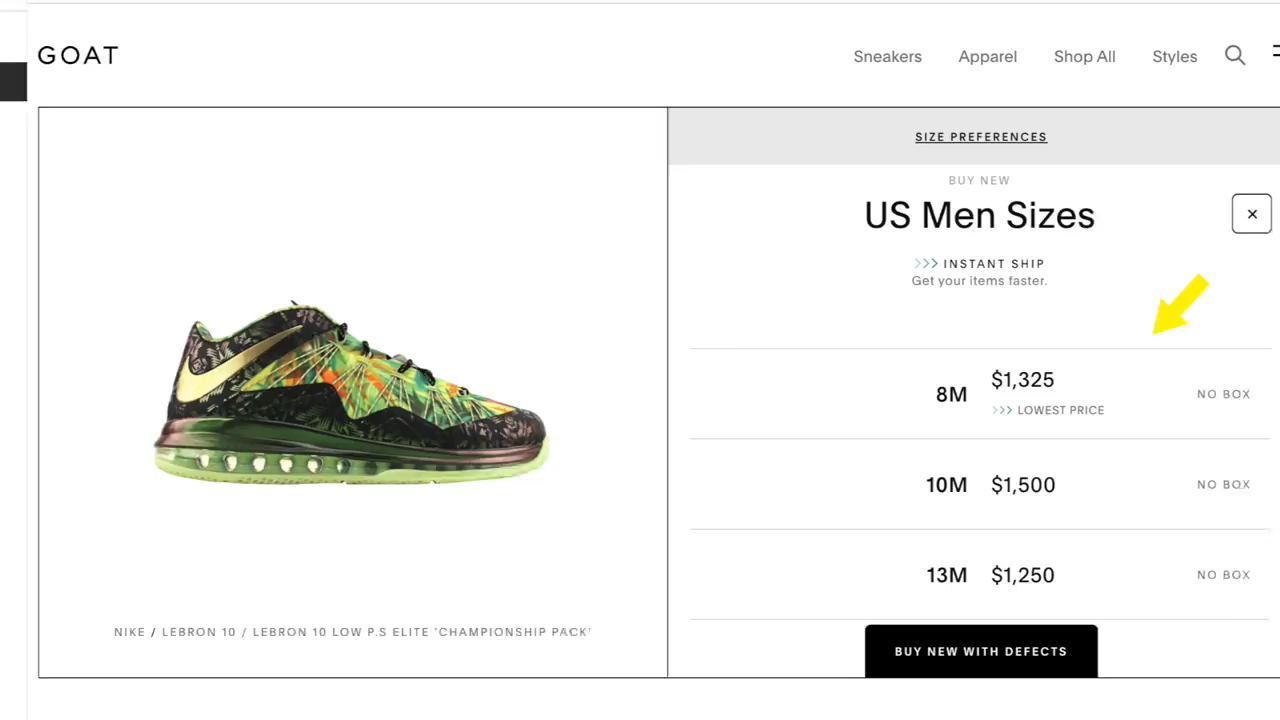 GOAT
Sneakers Apparel Shop All Styles
SIZE PREFERENCES
BUY NEW
US Men Sizes
×
>>> INSTANT SHIP
Get your items faster.
8M $1,325 NO BOX
>>> LOWEST PRICE
10M $1,500 NO BOX
13M $1,250 NO BOX
NIKE / LEBRON 10 / LEBRON 10 LOW P.S ELITE 'CHAMPIONSHIP PACK'
BUY NEW WITH DEFECTS